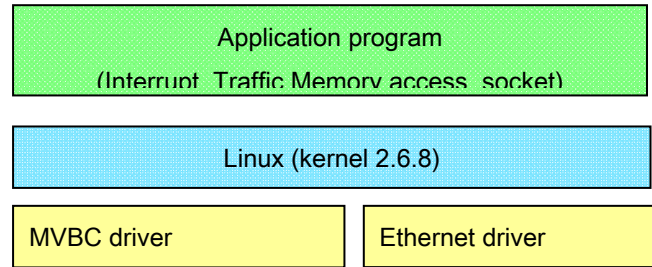 Application program
(Interrupt Traffic Memory access socket)
Linux (kernel 2.6.8)
MVBC driver
Ethernet driver